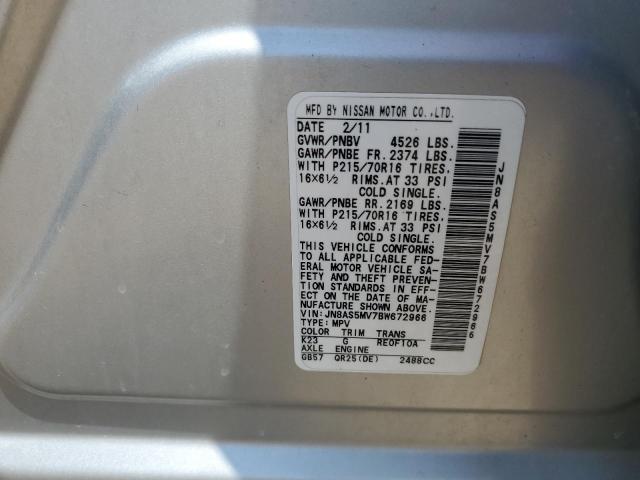 MFD BY NISSAN MOTOR CO.,LTD.
DATE 2/11
GVWR/PNBV 4526 LBS.
GAWR/PNBE FR. 2374 LBS.
WITH P215/70R16 TIRES.
16×6½ RIMS.AT 33 PSI
COLD SINGLE.
GAWR/PNBE RR. 2169 LBS.
WITH P215/70R16 TIRES.
16×6½ RIMS.AT 33 PSI
COLD SINGLE.
THIS VEHICLE CONFORMS
TO ALL APPLICABLE FED-
ERAL MOTOR VEHICLE SA-
FETY AND THEFT PREVEN-
TION STANDARDS IN EFF-
ECT ON THE DATE OF MA-
NUFACTURE SHOWN ABOVE.
VIN: JN8AS5MV7BW672966
TYPE: MPV
COLOR TRIM TRANS
K23 G RE0F10A
AXLE ENGINE
GB57 QR25(DE) 2488CC
JN8AS5MV7BW672966